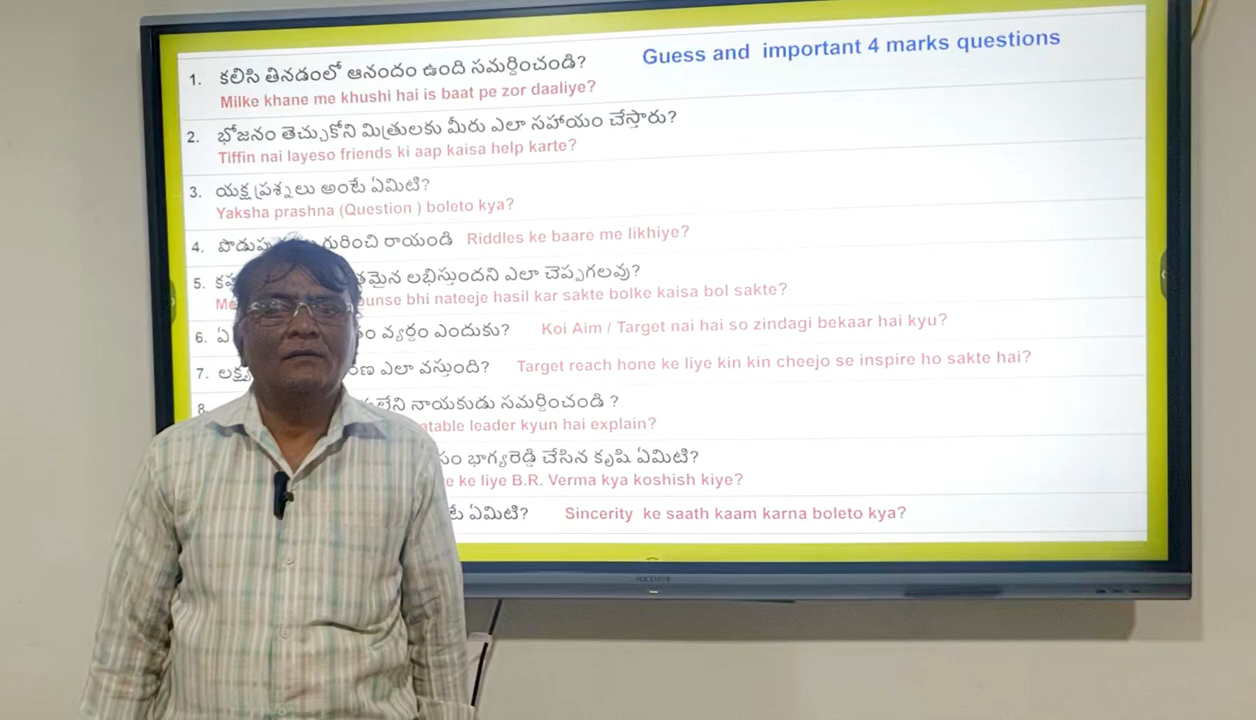 Guess and important 4 marks questions
1. కలిసి తినడంలో ఆనందం ఉంది సమర్థించండి?
Milke khane me khushi hai is baat pe zor daaliye?
2. భోజనం తెచ్చుకోని మిత్రులకు మీరు ఎలా సహాయం చేస్తారు?
Tiffin nai layeso friends ki aap kaisa help karte?
3. యక్ష ప్రశ్నలు అంటే ఏమిటి?
Yaksha prashna (Question ) boleto kya?
4. గురించి రాయండి Riddles ke baare me likhiye?
5. లభిస్తుందని ఎలా చెప్పగలవు?
bhi nateeje hasil kar sakte bolke kaisa bol sakte?
6. ఏ వ్యర్థం ఎందుకు? Koi Aim / Target nai hai so zindagi bekaar hai kyu?
7. ఎలా వస్తుంది? Target reach hone ke liye kin kin cheejo se inspire ho sakte hai?
8. నాయకుడు సమర్థించండి ?
leader kyun hai explain?
భాగ్యరెడ్డి చేసిన కృషి ఏమిటి?
ke liye B.R. Verma kya koshish kiye?
ఏమిటి? Sincerity ke saath kaam karna boleto kya?